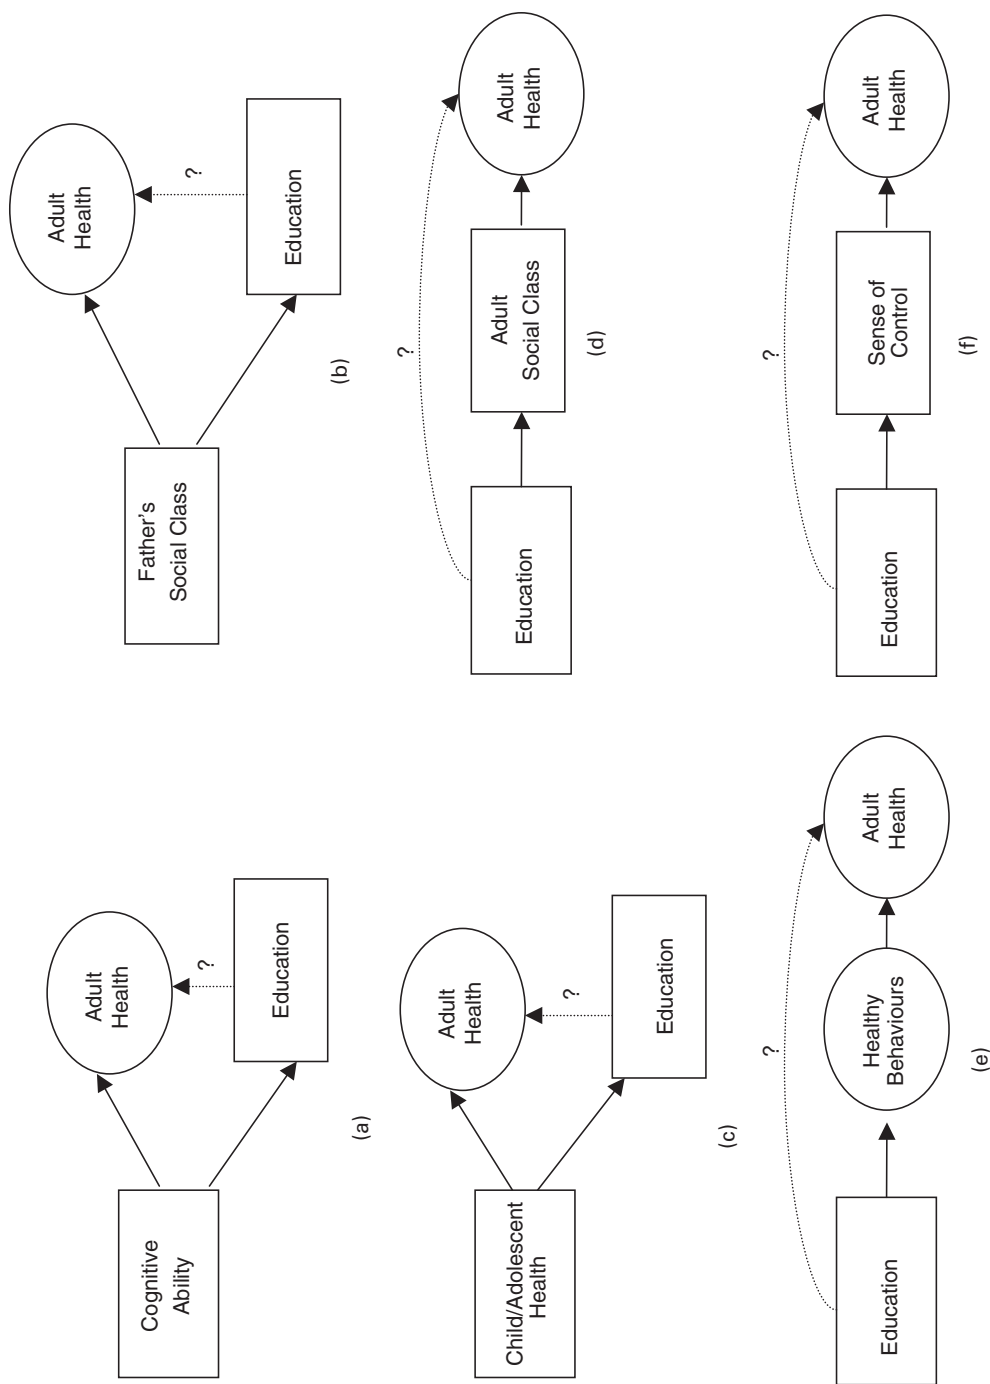 Cognitive
Ability
Adult
Health
?
Education
(a)
Father's
Social Class
Adult
Health
?
Education
(b)
Child/Adolescent
Health
Adult
Health
?
Education
(c)
?
Education
Adult
Social Class
Adult
Health
(d)
?
Education
Healthy
Behaviours
Adult
Health
(e)
?
Education
Sense of
Control
Adult
Health
(f)